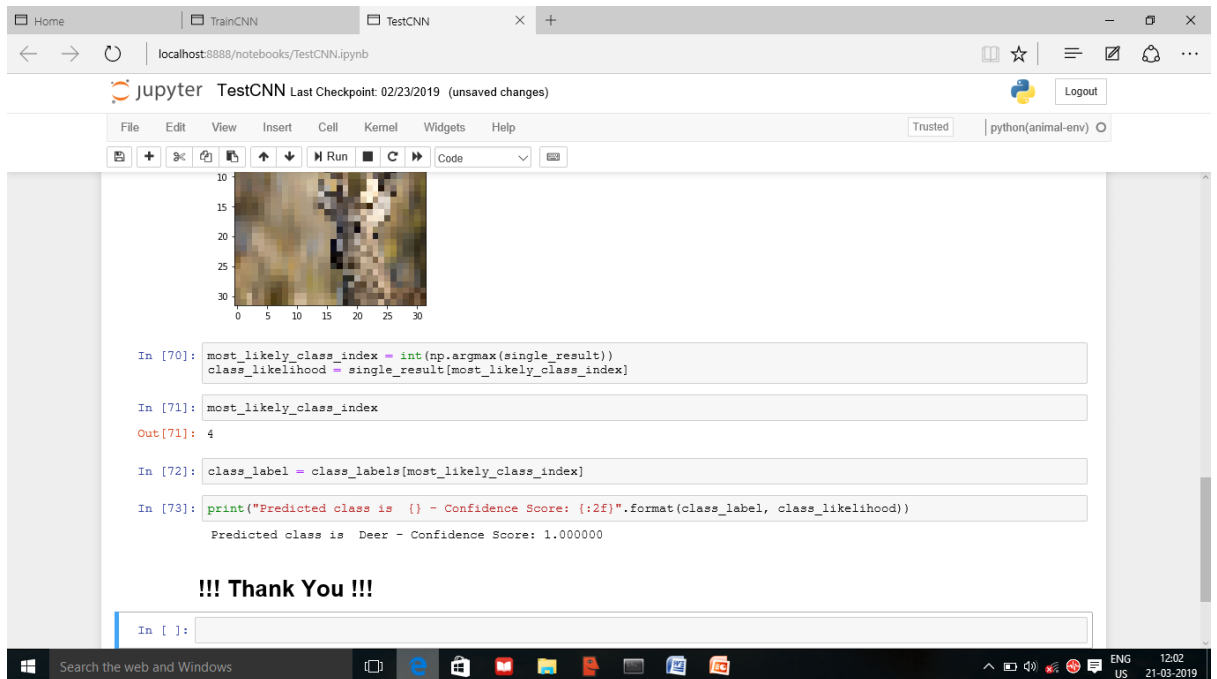 Home
TrainCNN
TestCNN
localhost:8888/notebooks/TestCNN.ipynb
jupyter TestCNN Last Checkpoint: 02/23/2019 (unsaved changes)
Logout
File Edit View Insert Cell Kernel Widgets Help
Trusted python(animal-env)
Run Code
10
15
20
25
30
0 5 10 15 20 25 30
In [70]: most_likely_class_index = int(np.argmax(single_result))
class_likelihood = single_result[most_likely_class_index]
In [71]: most_likely_class_index
Out[71]: 4
In [72]: class_label = class_labels[most_likely_class_index]
In [73]: print("Predicted class is  {} - Confidence Score: {:2f}".format(class_label, class_likelihood))
Predicted class is  Deer - Confidence Score: 1.000000
!!! Thank You !!!
In [ ]:
Search the web and Windows
ENG 12:02
US 21-03-2019